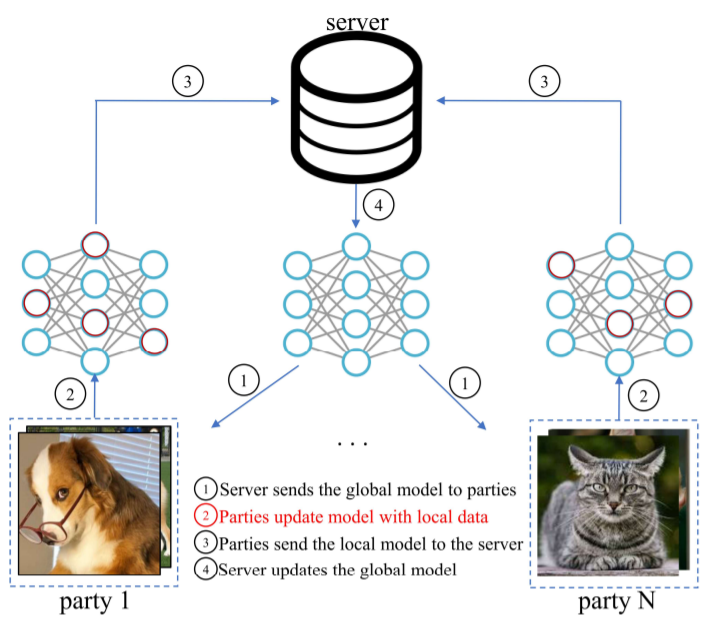 server
③
③
④
②
①
①
②
. . .
① Server sends the global model to parties
② Parties update model with local data
③ Parties send the local model to the server
④ Server updates the global model
party 1
party N